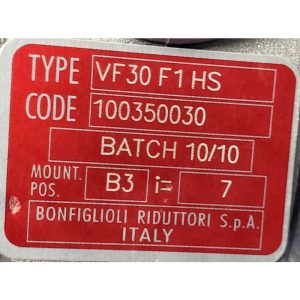 TYPE VF30 F1 HS
CODE 100350030
BATCH 10/10
MOUNT. POS. B3 i= 7
BONFIGLIOLI RIDUTTORI S.p.A.
ITALY